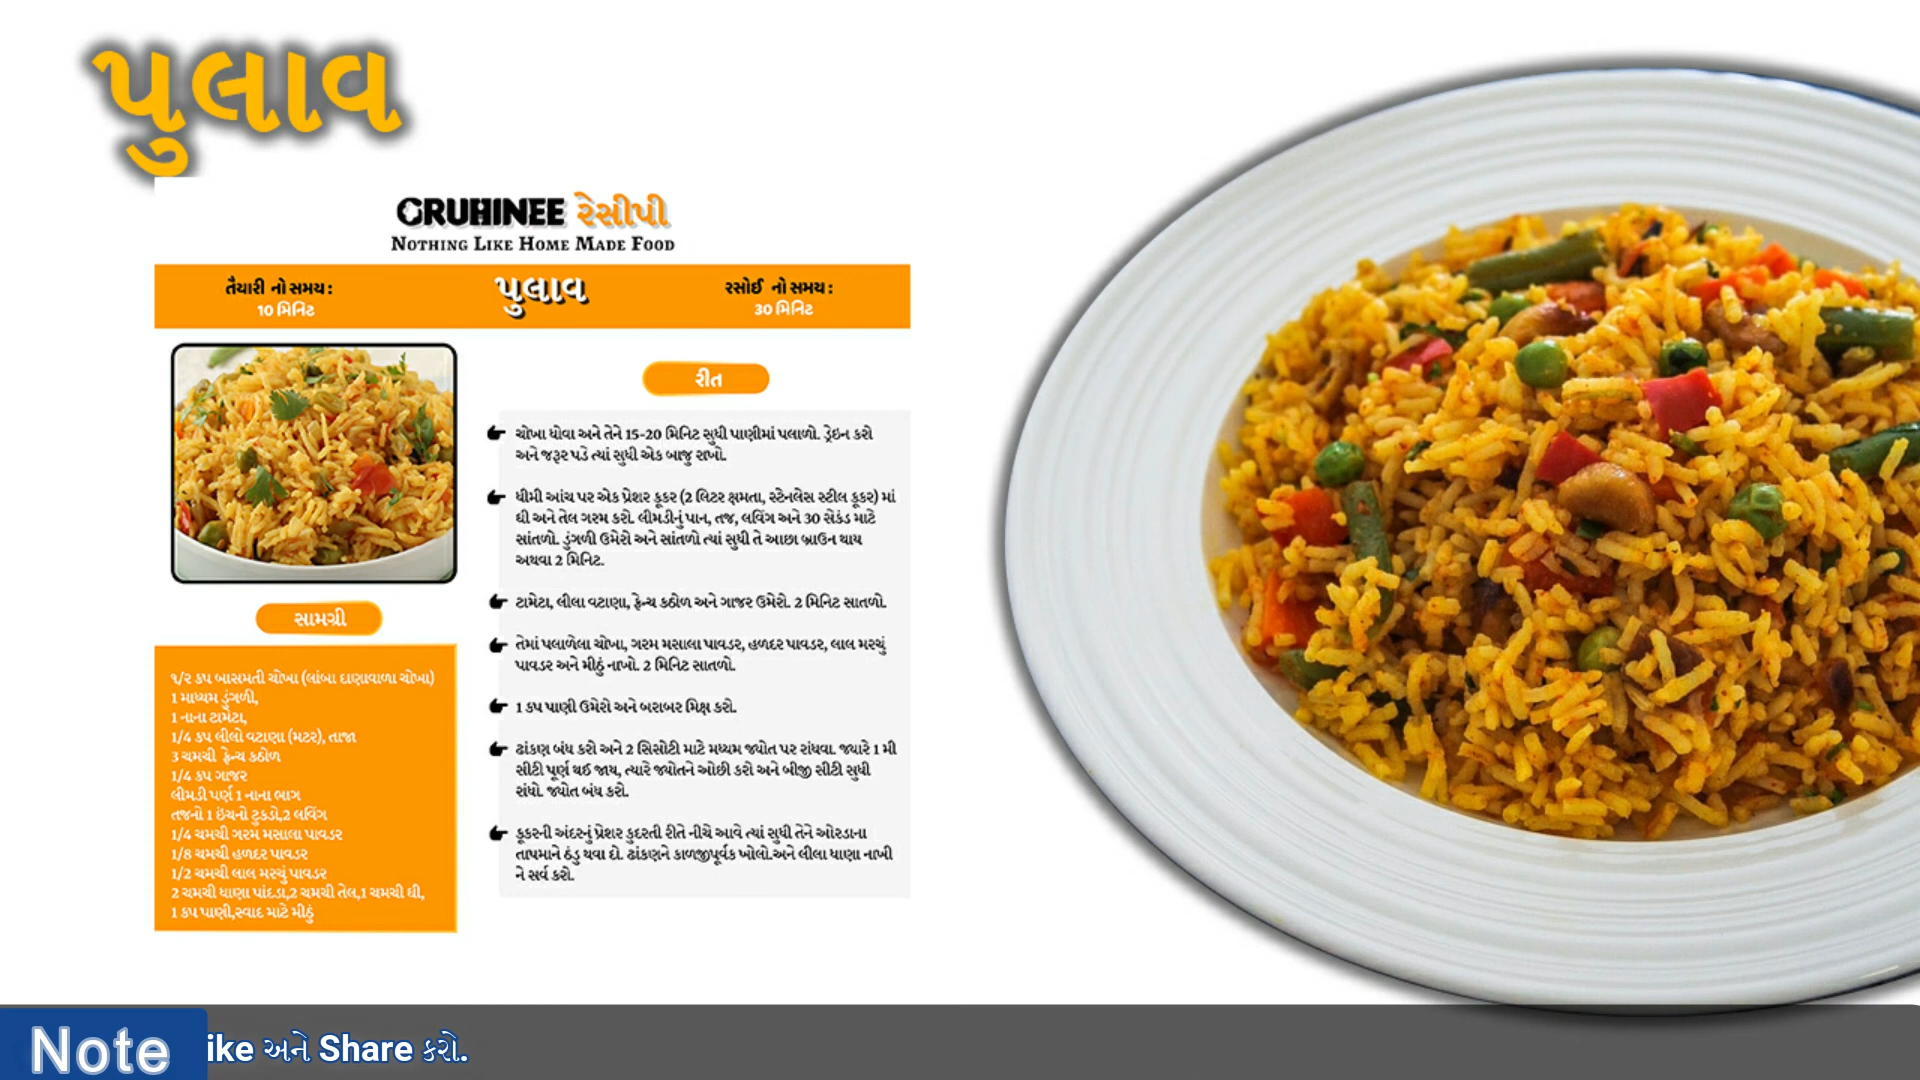 પુલાવ
GRUHINEE રેસીપી
NOTHING LIKE HOME MADE FOOD
તૈયારી નો સમય :
10 મિનિટ
પુલાવ
રસોઈ નો સમય :
30 મિનિટ
સામગ્રી
૧/૨ કપ બાસમતી ચોખા (લાંબા દાણાવાળા ચોખા)
1 માધ્યમ ડુંગળી,
1 નાના ટામેટા,
1/4 કપ લીલો વટાણા (મટર), તાજા
3 ચમચી ફ્રેન્ચ કઠોળ
1/4 કપ ગાજર
લીમડી પર્ણ 1 નાના ભાગ
તજનો 1 ઇંચનો ટુકડો,2 લવિંગ
1/4 ચમચી ગરમ મસાલા પાવડર
1/8 ચમચી હળદર પાવડર
1/2 ચમચી લાલ મરચું પાવડર
2 ચમચી ધાણા પાંદડા,2 ચમચી તેલ,1 ચમચી ઘી,
1 કપ પાણી,સ્વાદ માટે મીઠું
રીત
ચોખા ધોવા અને તેને 15-20 મિનિટ સુધી પાણીમાં પલાળો. ડ્રેઇન કરો
અને જરૂર પડે ત્યાં સુધી એક બાજુ રાખો.
ધીમી આંચ પર એક પ્રેશર કૂકર (2 લિટર ક્ષમતા, સ્ટેનલેસ સ્ટીલ કૂકર) માં
ઘી અને તેલ ગરમ કરો. લીમડીનું પાન, તજ, લવિંગ અને 30 સેકંડ માટે
સાંતળો. ડુંગળી ઉમેરો અને સાંતળો ત્યાં સુધી તે આછા બ્રાઉન થાય
અથવા 2 મિનિટ.
ટામેટા, લીલા વટાણા, ફ્રેન્ચ કઠોળ અને ગાજર ઉમેરો. 2 મિનિટ સાતળો.
તેમાં પલાળેલા ચોખા, ગરમ મસાલા પાવડર, હળદર પાવડર, લાલ મરચું
પાવડર અને મીઠું નાખો. 2 મિનિટ સાતળો.
1 કપ પાણી ઉમેરો અને બરાબર મિક્ષ કરો.
ઢાંકણ બંધ કરો અને 2 સિસોટી માટે મધ્યમ જ્યોત પર રાંધવા. જ્યારે 1 મી
સીટી પૂર્ણ થઈ જાય, ત્યારે જ્યોતને ઓછી કરો અને બીજી સીટી સુધી
રાંધો. જ્યોત બંધ કરો.
કૂકરની અંદરનું પ્રેશર કુદરતી રીતે નીચે આવે ત્યાં સુધી તેને ઓરડાના
તાપમાને ઠંડુ થવા દો. ઢાંકણને કાળજીપૂર્વક ખોલો.અને લીલા ધાણા નાખી
ને સર્વ કરો.
Note ike અને Share કરો.